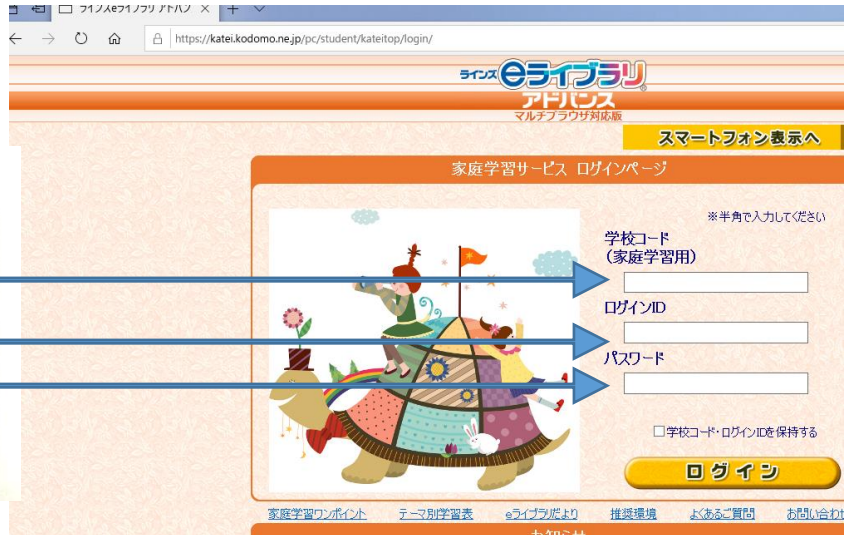 ラインズeライブラリ アドバン
https://katei.kodomo.ne.jp/pc/student/kateitop/login/
ラインズeライブラリ
アドバンス
マルチブラウザ対応版
スマートフォン表示へ
家庭学習サービス ログインページ
※半角で入力してください
学校コード
(家庭学習用)
ログインID
パスワード
学校コード・ログインIDを保持する
ログイン
家庭学習ワンポイント テーマ別学習表 eライブラリだより 推奨環境 よくあるご質問 お問い合わせ
お知らせ